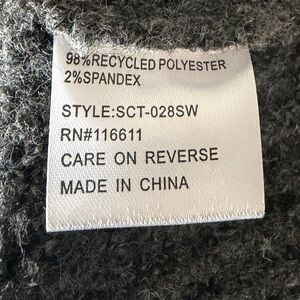 98%RECYCLED POLYESTER
2%SPANDEX
STYLE:SCT-028SW
RN#116611
CARE ON REVERSE
MADE IN CHINA